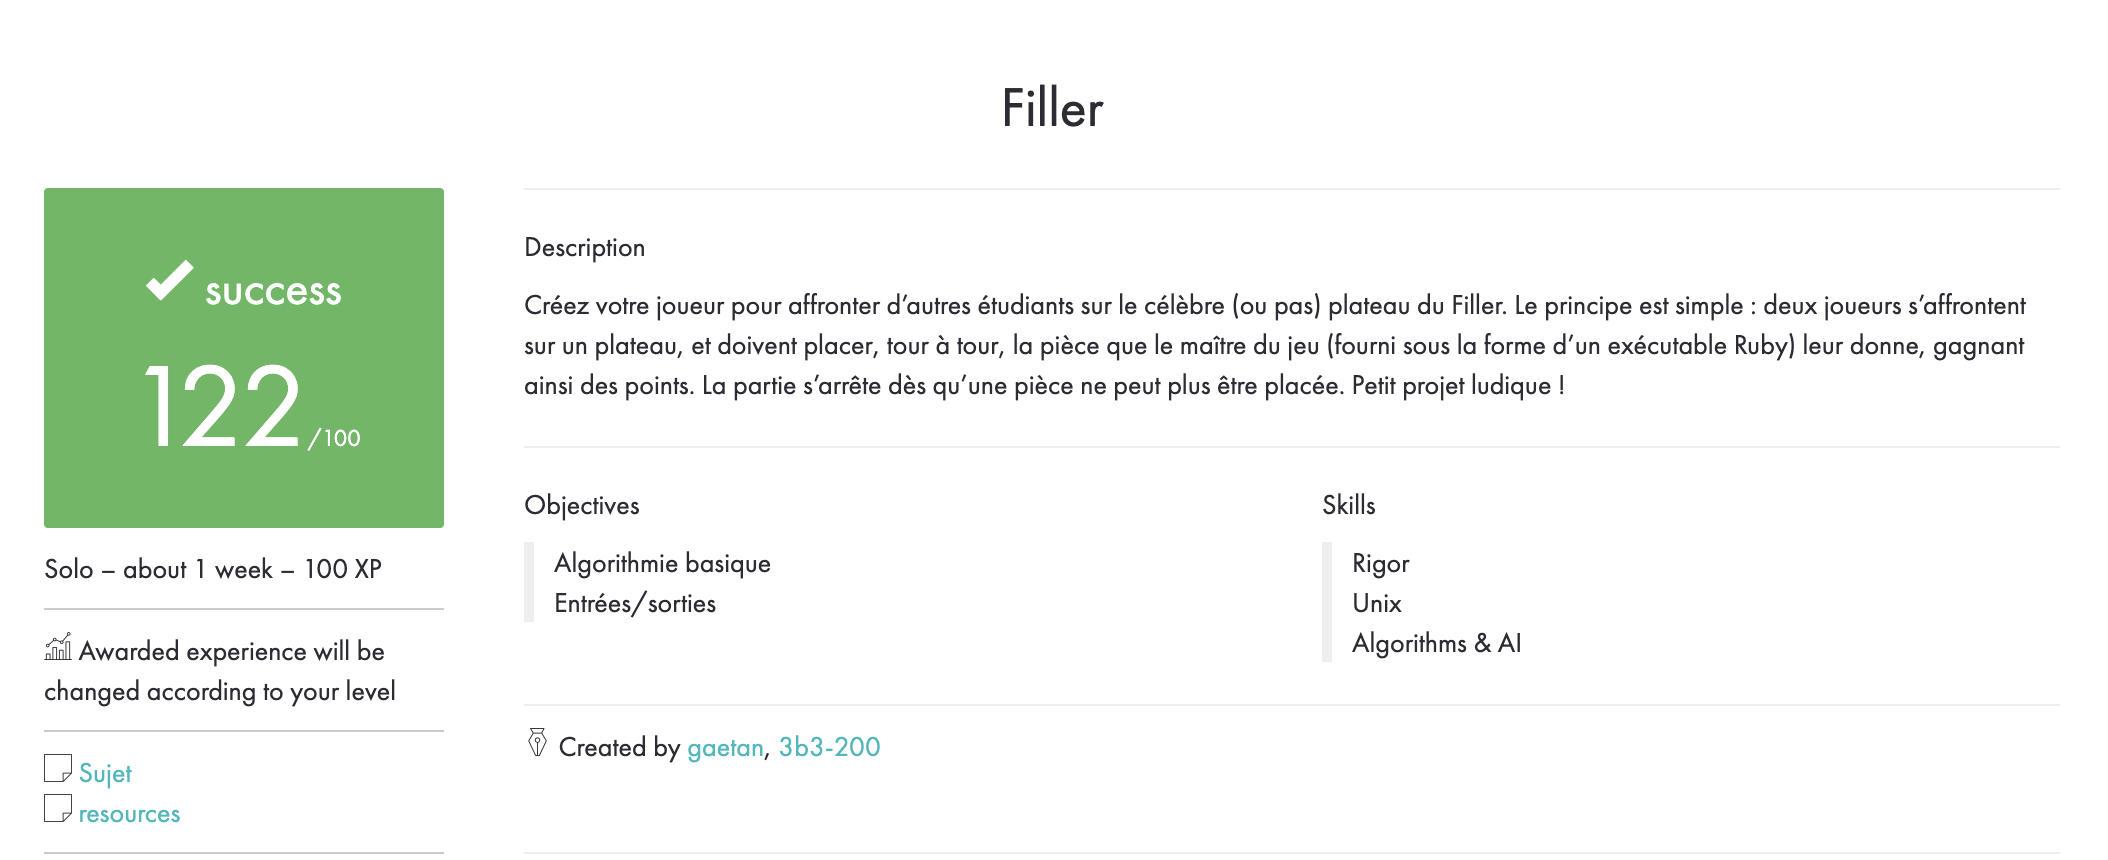 Filler
success
122 /100
Solo – about 1 week – 100 XP
Awarded experience will be
changed according to your level
Sujet
resources
Description
Créez votre joueur pour affronter d’autres étudiants sur le célèbre (ou pas) plateau du Filler. Le principe est simple : deux joueurs s’affrontent
sur un plateau, et doivent placer, tour à tour, la pièce que le maître du jeu (fourni sous la forme d’un exécutable Ruby) leur donne, gagnant
ainsi des points. La partie s’arrête dès qu’une pièce ne peut plus être placée. Petit projet ludique !
Objectives
Algorithmie basique
Entrées/sorties
Skills
Rigor
Unix
Algorithms & AI
Created by gaetan, 3b3-200